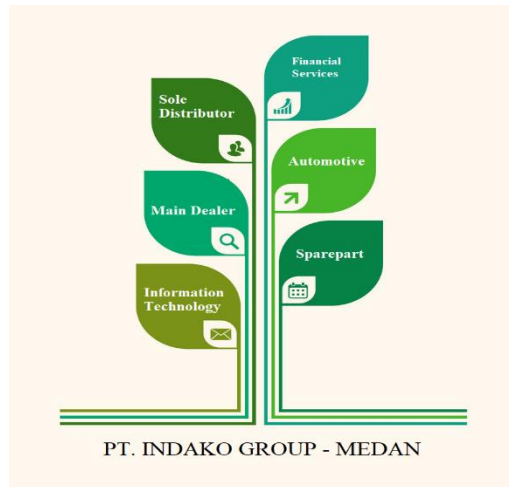 Financial
Services
Sole
Distributor
Automotive
Main Dealer
Sparepart
Information
Technology
PT. INDAKO GROUP - MEDAN